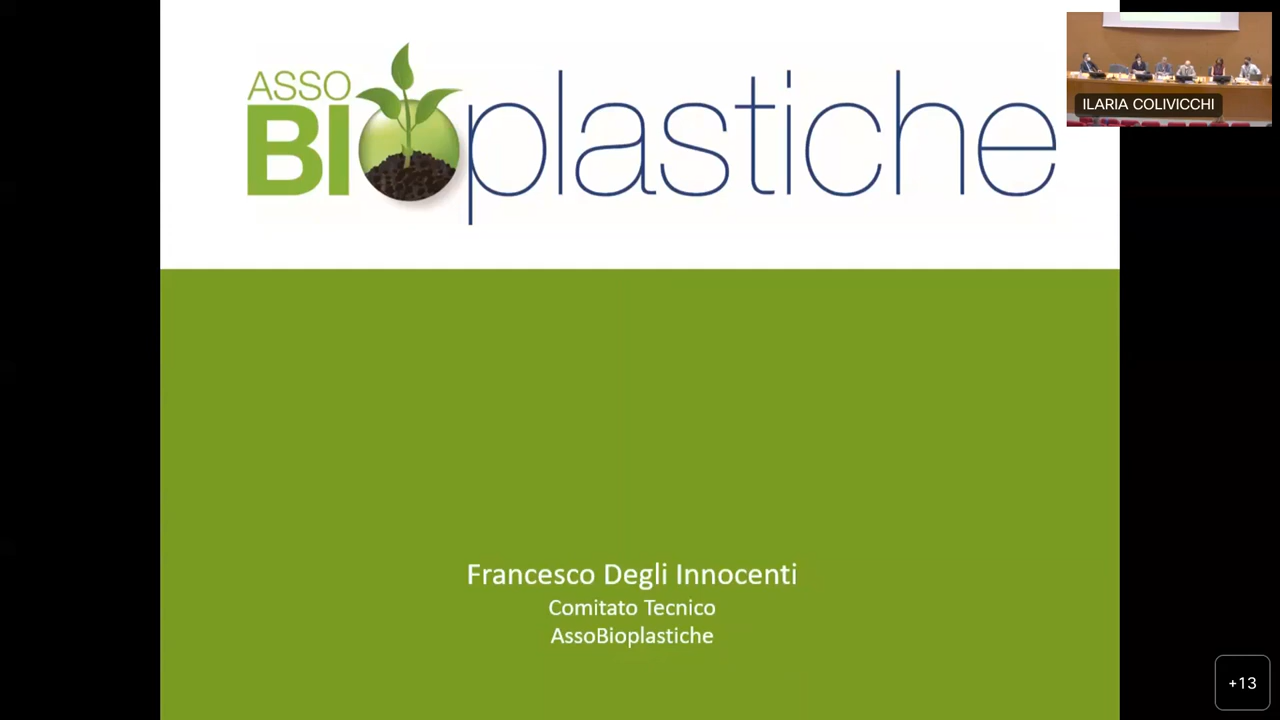 ASSO
BIOplastiche
ILARIA COLIVICCHI
Francesco Degli Innocenti
Comitato Tecnico
AssoBioplastiche
+13